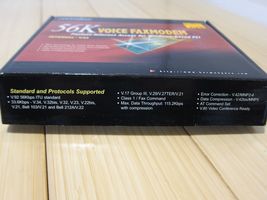 56K
VOICE FAXMODEM
Standard and Protocols Supported
• V.92 56Kbps ITU standard
• 33.6Kbps - V.34, V.32bis, V.32, V.23, V.22bis,
V.21, Bell 103/V.21 and Bell 212A/V.22
• V.17 Group III, V.29/V.27TER/V.21
• Class 1 / Fax Command
• Max. Data Throughput: 115.2Kbps
with compression
• Error Correction - V.42/MNP2-4
• Data Compression - V.42bis/MNP5
• AT Command Set
• V.80 Video Conference Ready